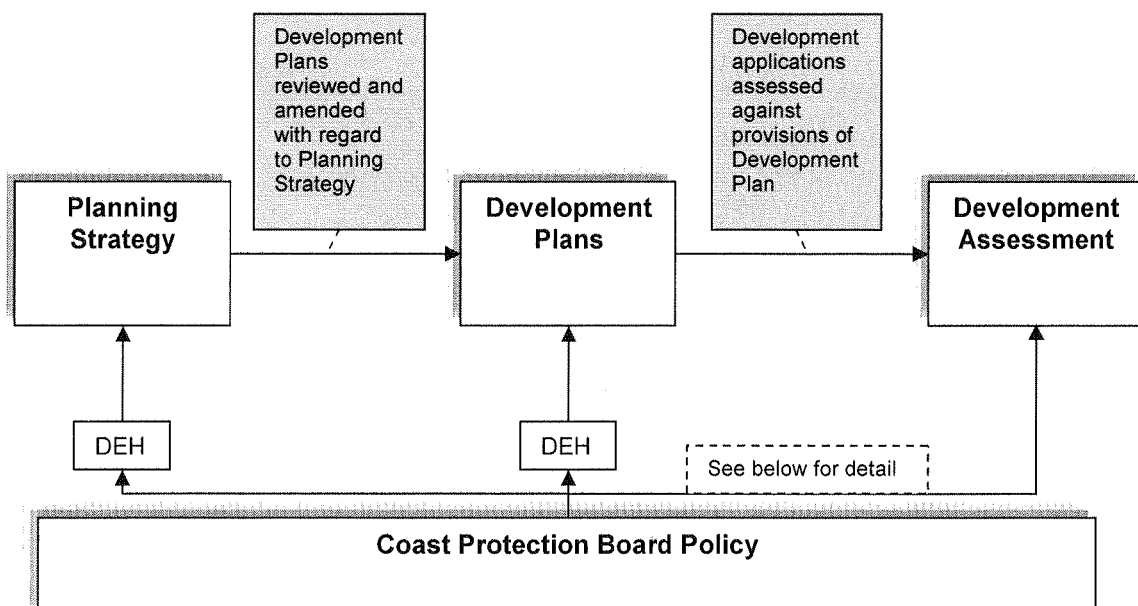 Development
Plans
reviewed and
amended
with regard
to Planning
Strategy
Development
applications
assessed
against
provisions of
Development
Plan
Planning
Strategy
Development
Plans
Development
Assessment
DEH
DEH
See below for detail
Coast Protection Board Policy